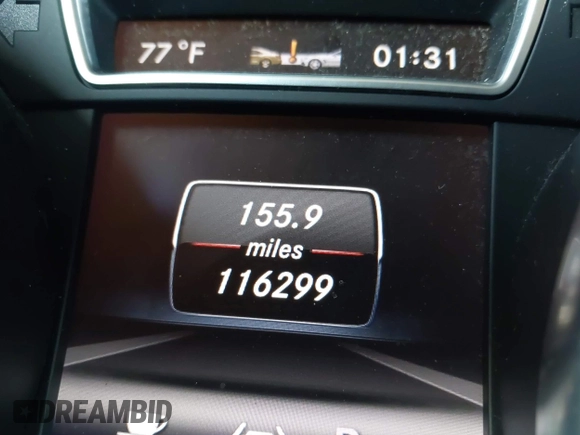 77 °F 01:31
155.9
miles
116299
DREAMBID